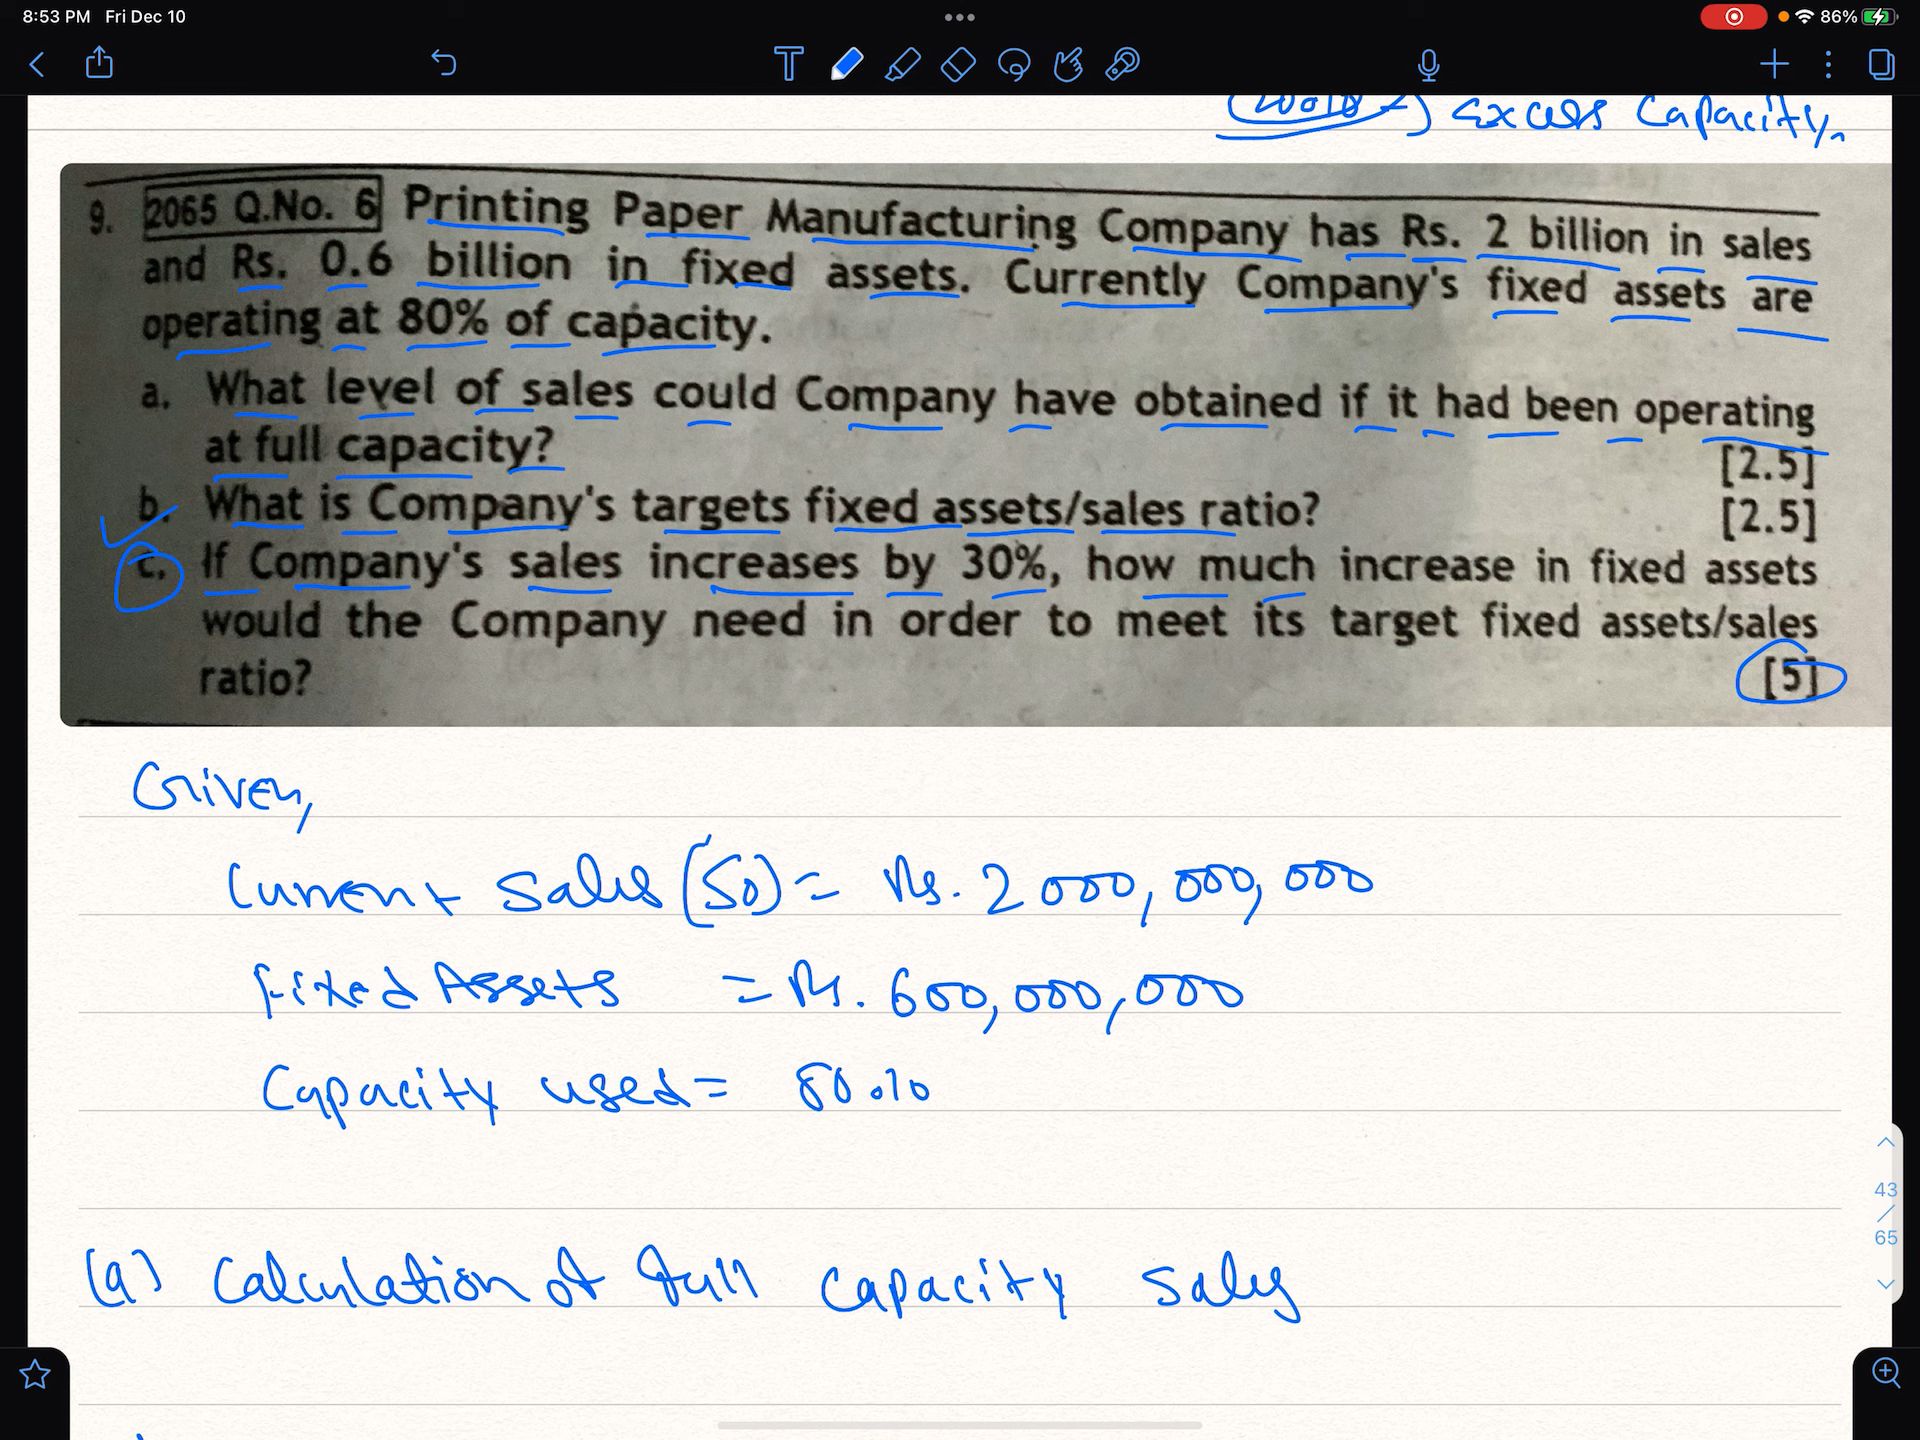 8:53 PM Fri Dec 10
86%
excess capacity.
9. 2065 Q.No. 6 Printing Paper Manufacturing Company has Rs. 2 billion in sales
and Rs. 0.6 billion in fixed assets. Currently Company's fixed assets are
operating at 80% of capacity.
a. What level of sales could Company have obtained if it had been operating
at full capacity? [2.5]
b. What is Company's targets fixed assets/sales ratio? [2.5]
c. If Company's sales increases by 30%, how much increase in fixed assets
would the Company need in order to meet its target fixed assets/sales
ratio? [5]
Given,
Current Sales (S0) = Rs. 2000,000,000
Fixed Assets = Rs. 600,000,000
Capacity used = 80%
(a) Calculation of full capacity sales
43
/
65